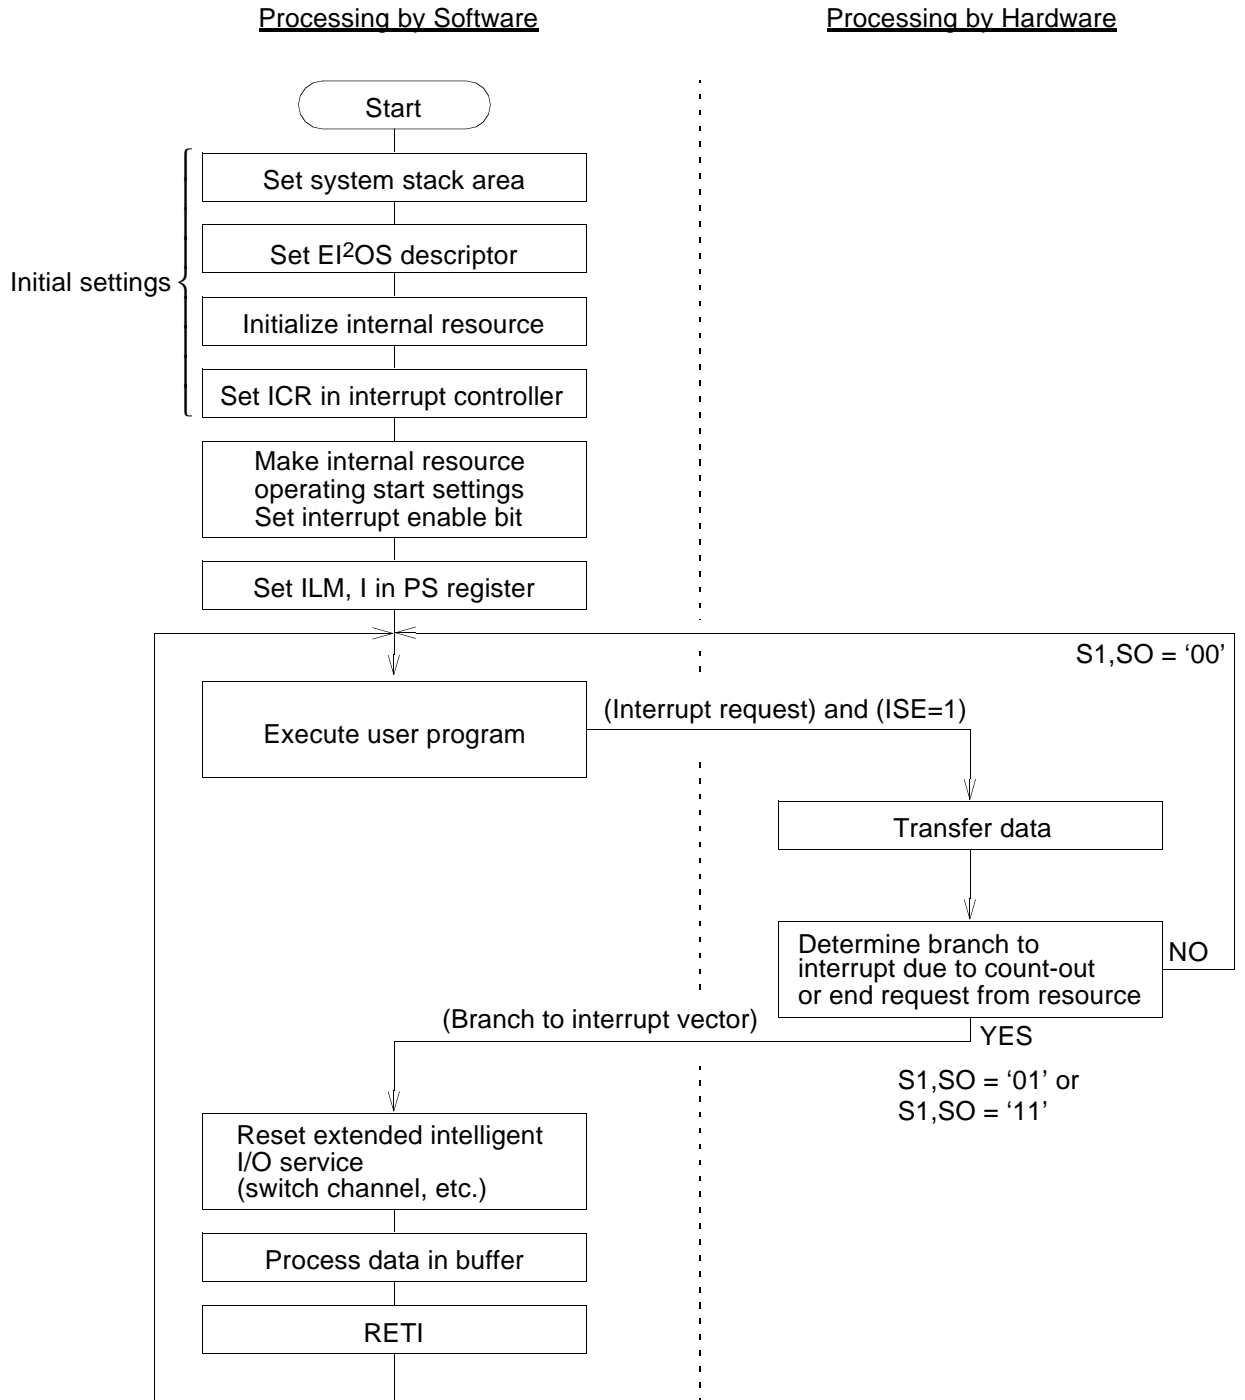 Processing by Software
Processing by Hardware
Start
Set system stack area
Set EI²OS descriptor
Initial settings
Initialize internal resource
Set ICR in interrupt controller
Make internal resource
operating start settings
Set interrupt enable bit
Set ILM, I in PS register
S1,SO = ‘00’
(Interrupt request) and (ISE=1)
Execute user program
Transfer data
Determine branch to
interrupt due to count-out
or end request from resource
NO
(Branch to interrupt vector)
YES
S1,SO = ‘01’ or
S1,SO = ‘11’
Reset extended intelligent
I/O service
(switch channel, etc.)
Process data in buffer
RETI